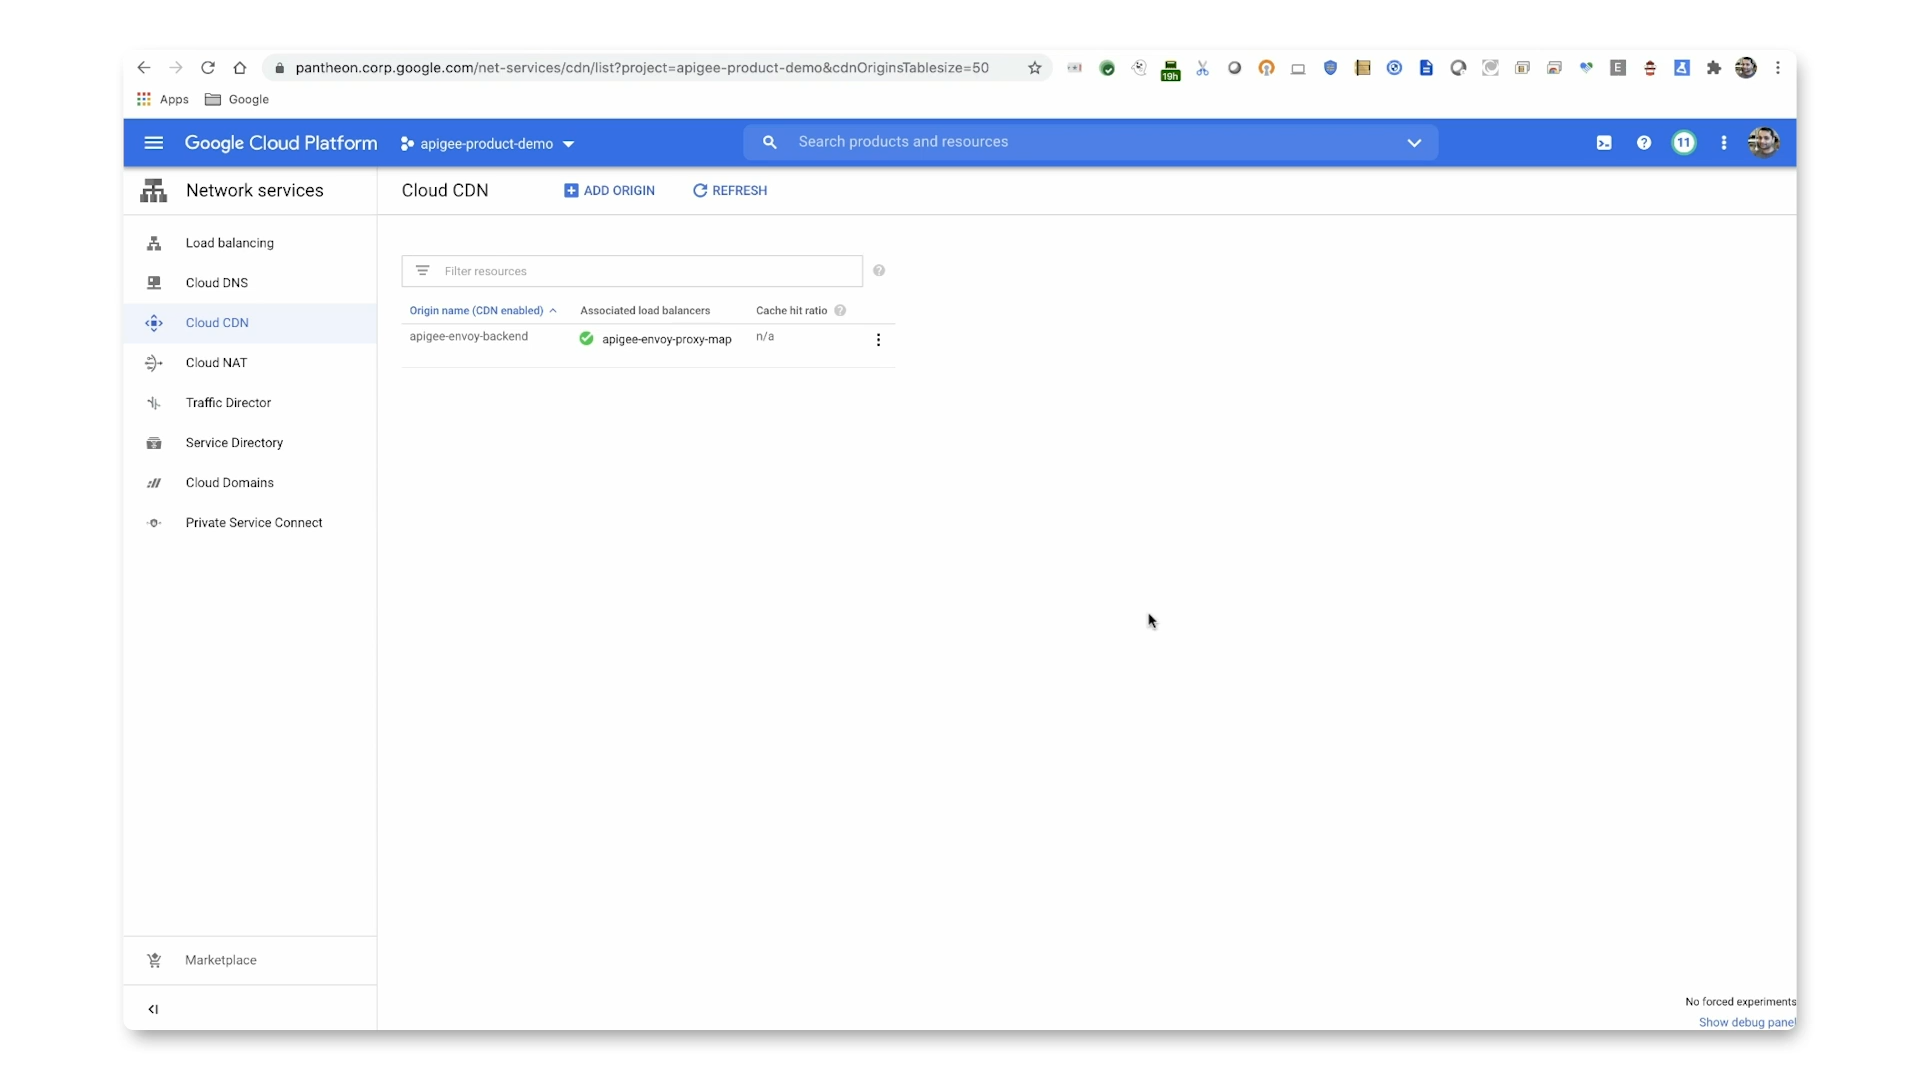 pantheon.corp.google.com/net-services/cdn/list?project=apigee-product-demo&cdnOriginsTablesize=50
19h
E
Apps
Google
Google Cloud Platform
apigee-product-demo
Search products and resources
11
Network services
Cloud CDN
ADD ORIGIN
REFRESH
Load balancing
Cloud DNS
Cloud CDN
Cloud NAT
Traffic Director
Service Directory
Cloud Domains
Private Service Connect
Filter resources
Origin name (CDN enabled)
Associated load balancers
Cache hit ratio
apigee-envoy-backend
apigee-envoy-proxy-map
n/a
Marketplace
No forced experiments
Show debug panel